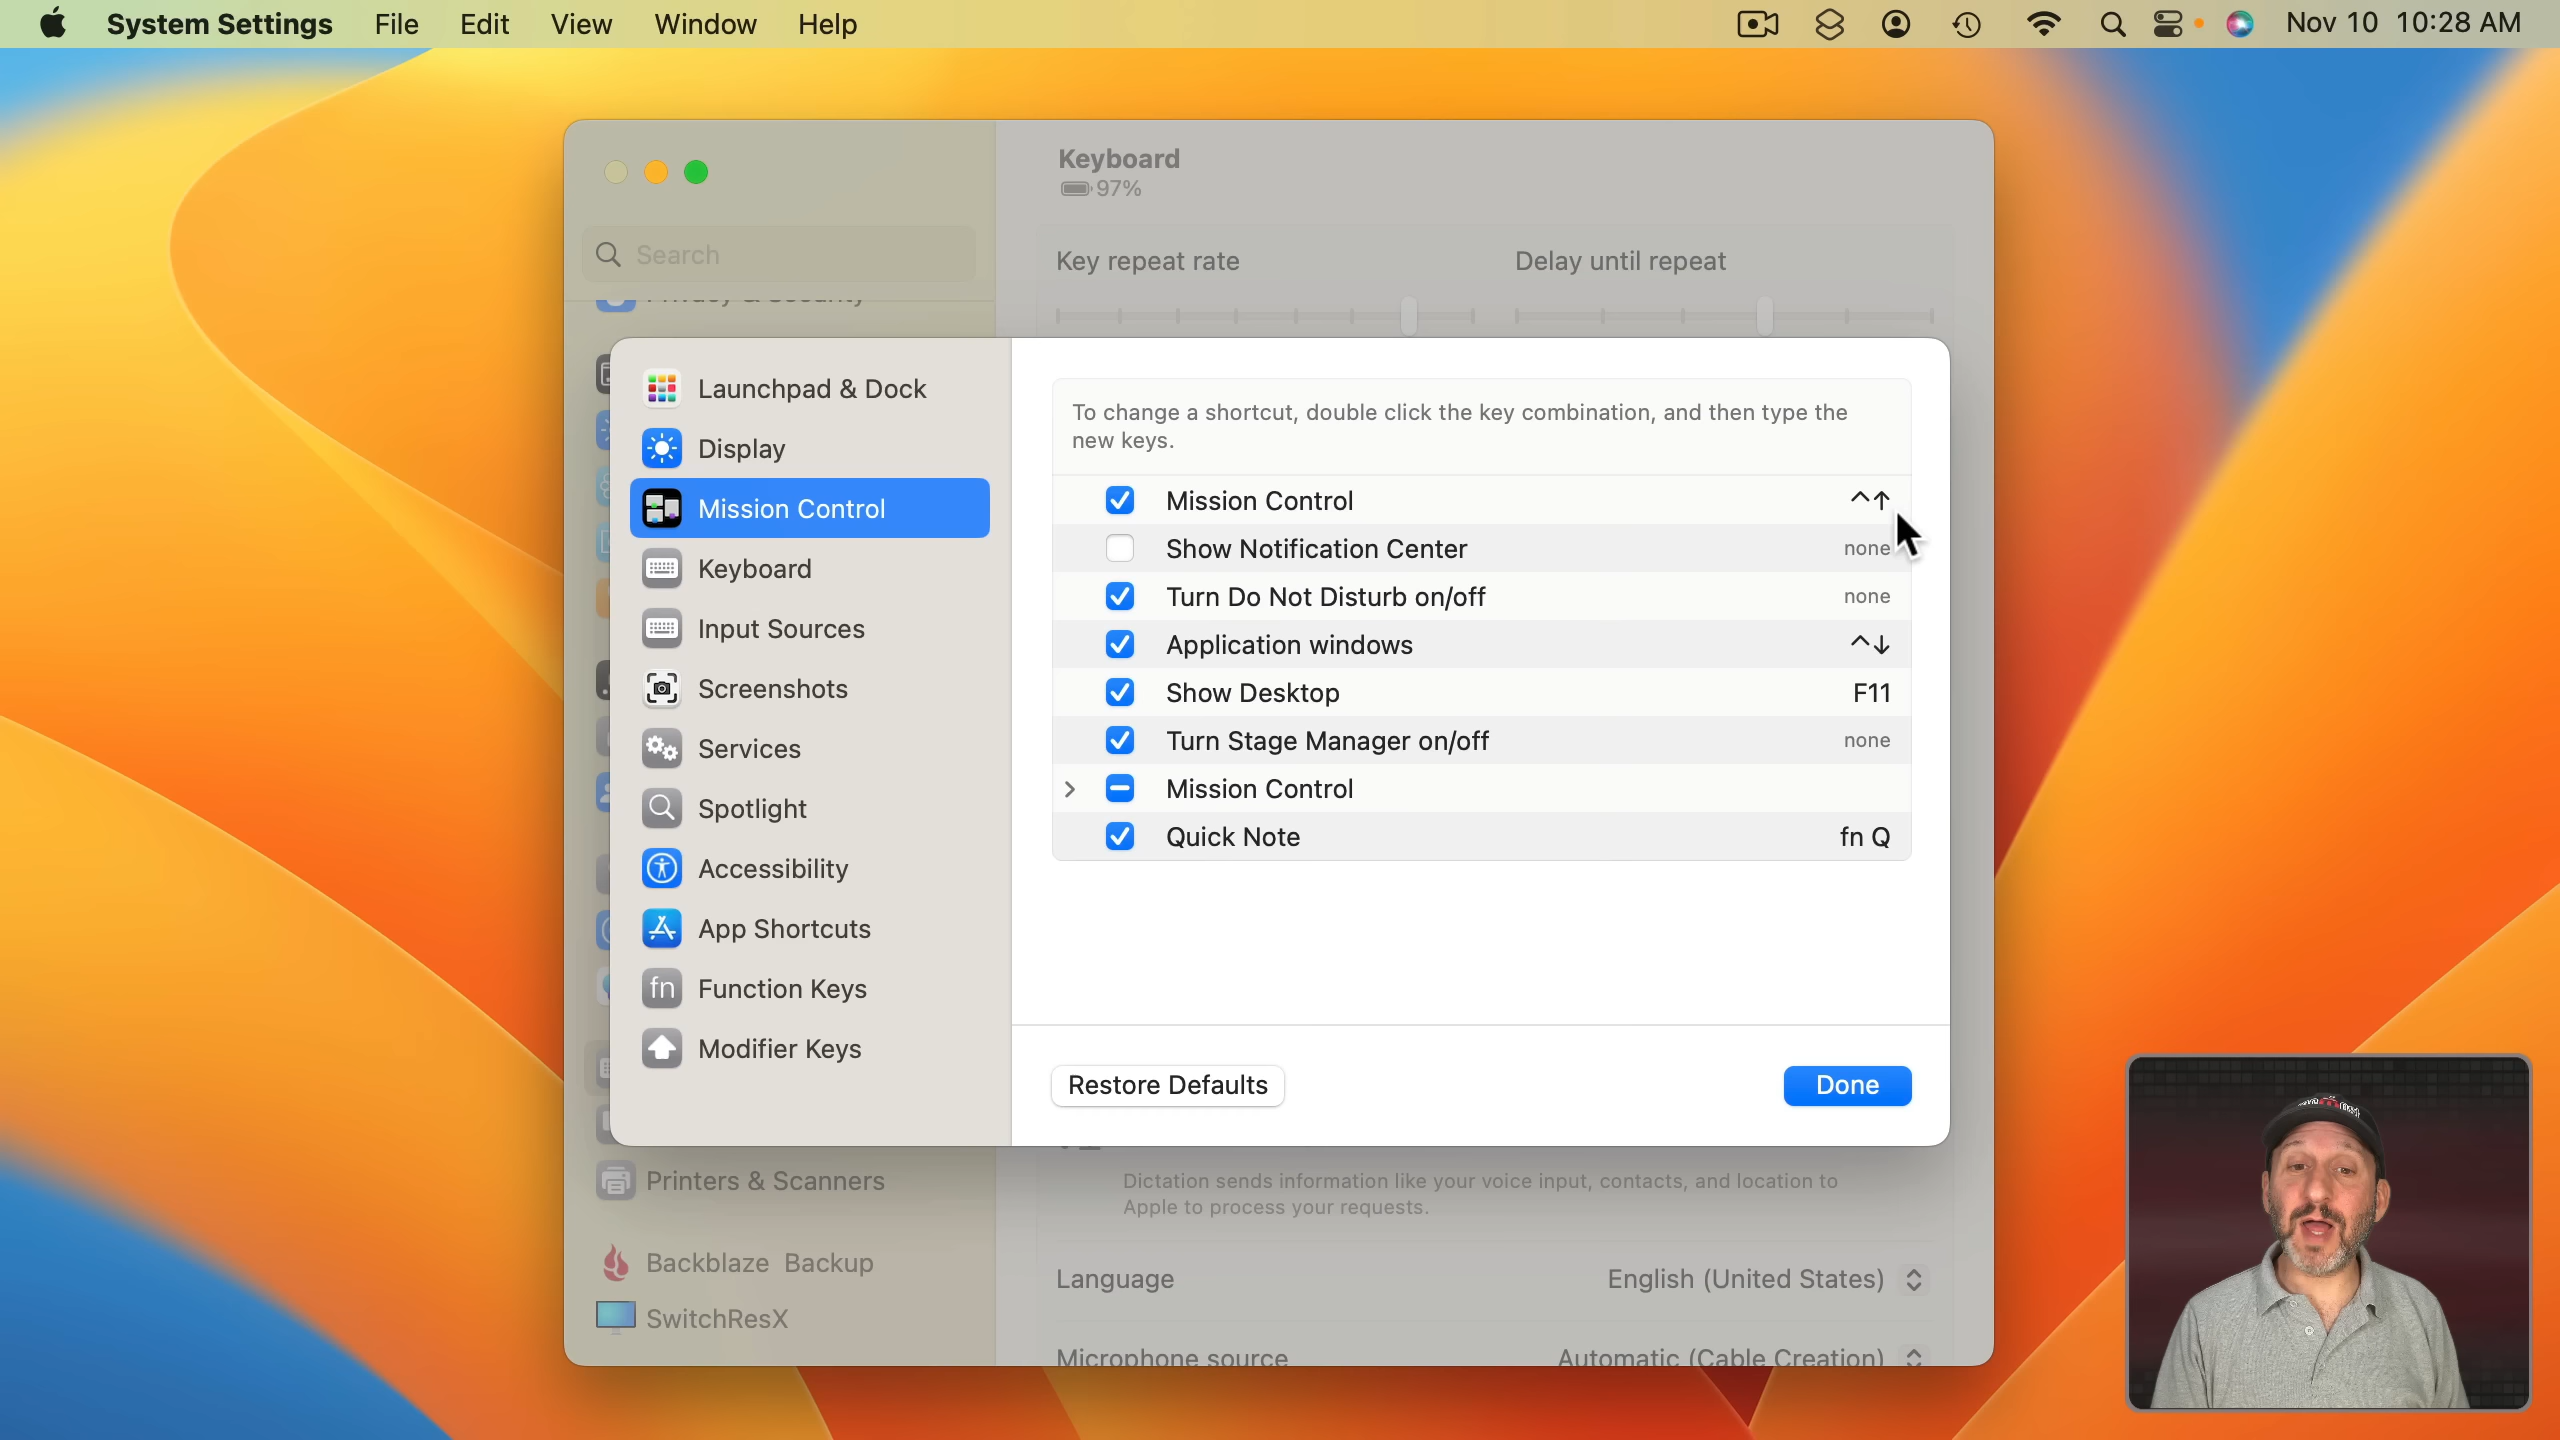 System Settings File Edit View Window Help Nov 10 10:28 AM
Keyboard
97%
Search
Key repeat rate
Delay until repeat
Privacy & Security
Launchpad & Dock
Display
Mission Control
Keyboard
Input Sources
Screenshots
Services
Spotlight
Accessibility
App Shortcuts
fn Function Keys
Modifier Keys
To change a shortcut, double click the key combination, and then type the
new keys.
Mission Control ^↑
Show Notification Center none
Turn Do Not Disturb on/off none
Application windows ^↓
Show Desktop F11
Turn Stage Manager on/off none
Mission Control
Quick Note fn Q
Restore Defaults Done
Printers & Scanners
Backblaze Backup
SwitchResX
Dictation sends information like your voice input, contacts, and location to
Apple to process your requests.
Language English (United States)
Microphone source Automatic (Cable Creation)